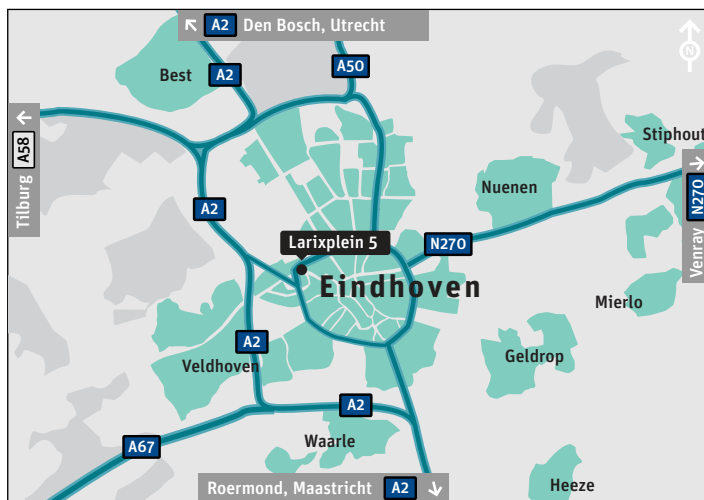 A2 Den Bosch, Utrecht
N
Best
A2
A50
Tilburg A58
Stiphout
Nuenen
Venray N270
A2
Larixplein 5
N270
Eindhoven
Mierlo
A2
Veldhoven
Geldrop
A2
Waarle
A67
Roermond, Maastricht A2
Heeze